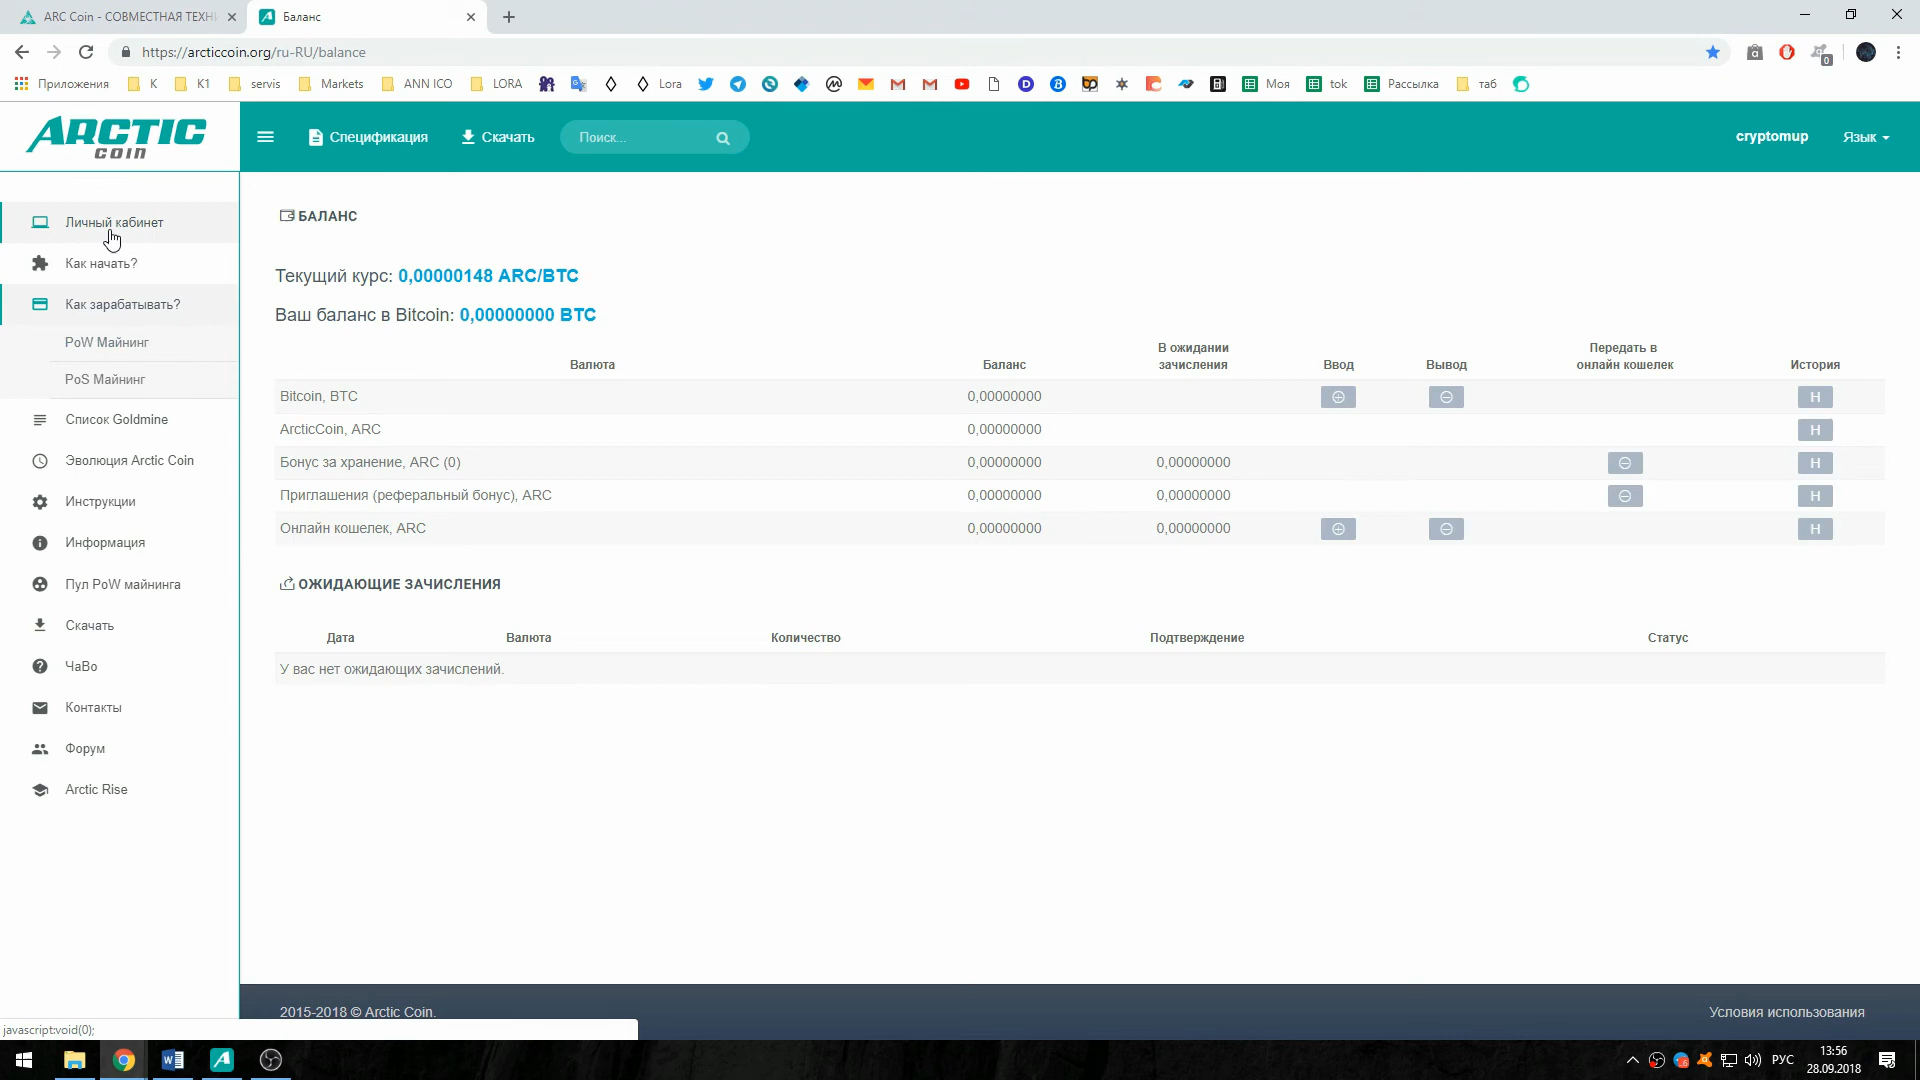 ARC Coin - СОВМЕСТНАЯ ТЕХН
Баланс
https://arcticcoin.org/ru-RU/balance
Приложения
K
K1
servis
Markets
ANN ICO
LORA
Lora
Моя
tok
Рассылка
таб
ARCTIC
COIN
Спецификация
Скачать
Поиск...
cryptomup
Язык
Личный кабинет
Как начать?
Как зарабатывать?
PoW Майнинг
PoS Майнинг
Список Goldmine
Эволюция Arctic Coin
Инструкции
Информация
Пул PoW майнинга
Скачать
ЧаВо
Контакты
Форум
Arctic Rise
БАЛАНС
Текущий курс: 0,00000148 ARC/BTC
Ваш баланс в Bitcoin: 0,00000000 BTC
Валюта Баланс В ожидании зачисления Ввод Вывод Передать в онлайн кошелек История
Bitcoin, BTC 0,00000000 H
ArcticCoin, ARC 0,00000000 H
Бонус за хранение, ARC (0) 0,00000000 0,00000000 H
Приглашения (реферальный бонус), ARC 0,00000000 0,00000000 H
Онлайн кошелек, ARC 0,00000000 0,00000000 H
ОЖИДАЮЩИЕ ЗАЧИСЛЕНИЯ
Дата Валюта Количество Подтверждение Статус
У вас нет ожидающих зачислений.
2015-2018 © Arctic Coin.
Условия использования
javascript:void(0);
РУС
13:56
28.09.2018